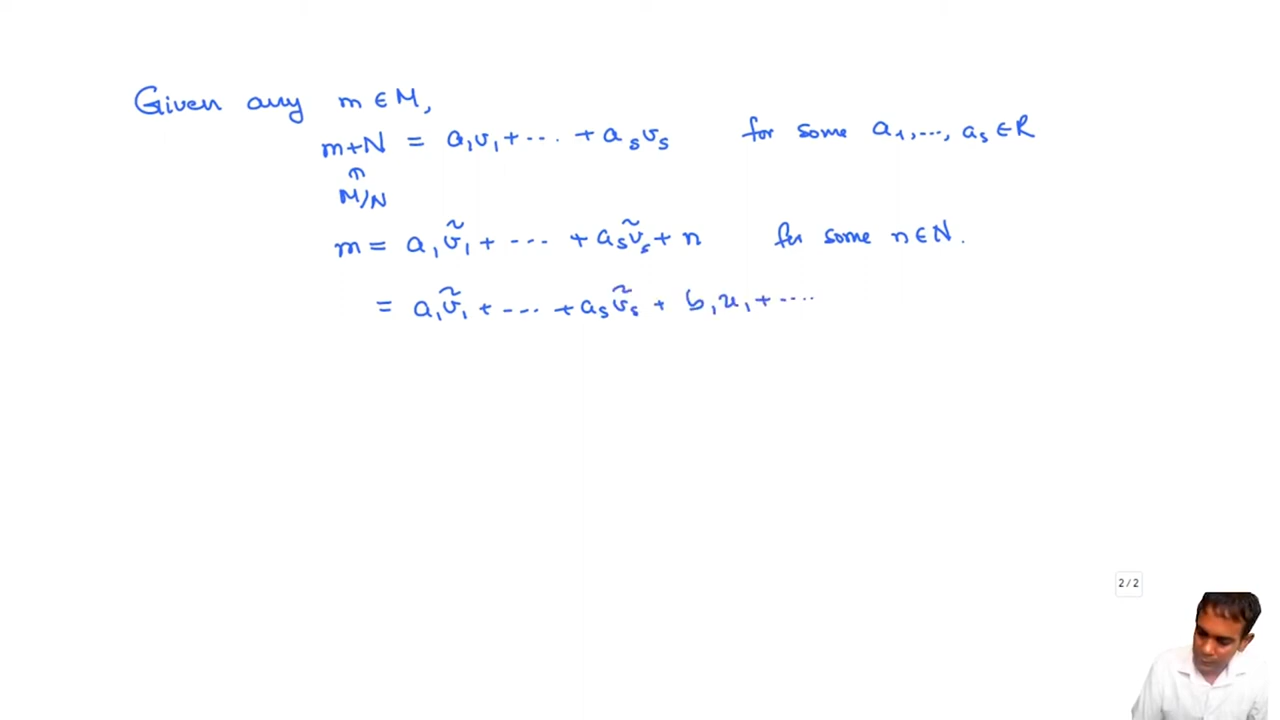 Given any m ∈ M,
m+N = a₁v₁ + ⋯ + aₛvₛ for some a₁, …, aₛ ∈ R
∈
M/N
m = a₁ṽ₁ + ⋯ + aₛṽₛ + n for some n ∈ N.
= a₁ṽ₁ + ⋯ + aₛṽₛ + b₁u₁ + ⋯
2 / 2